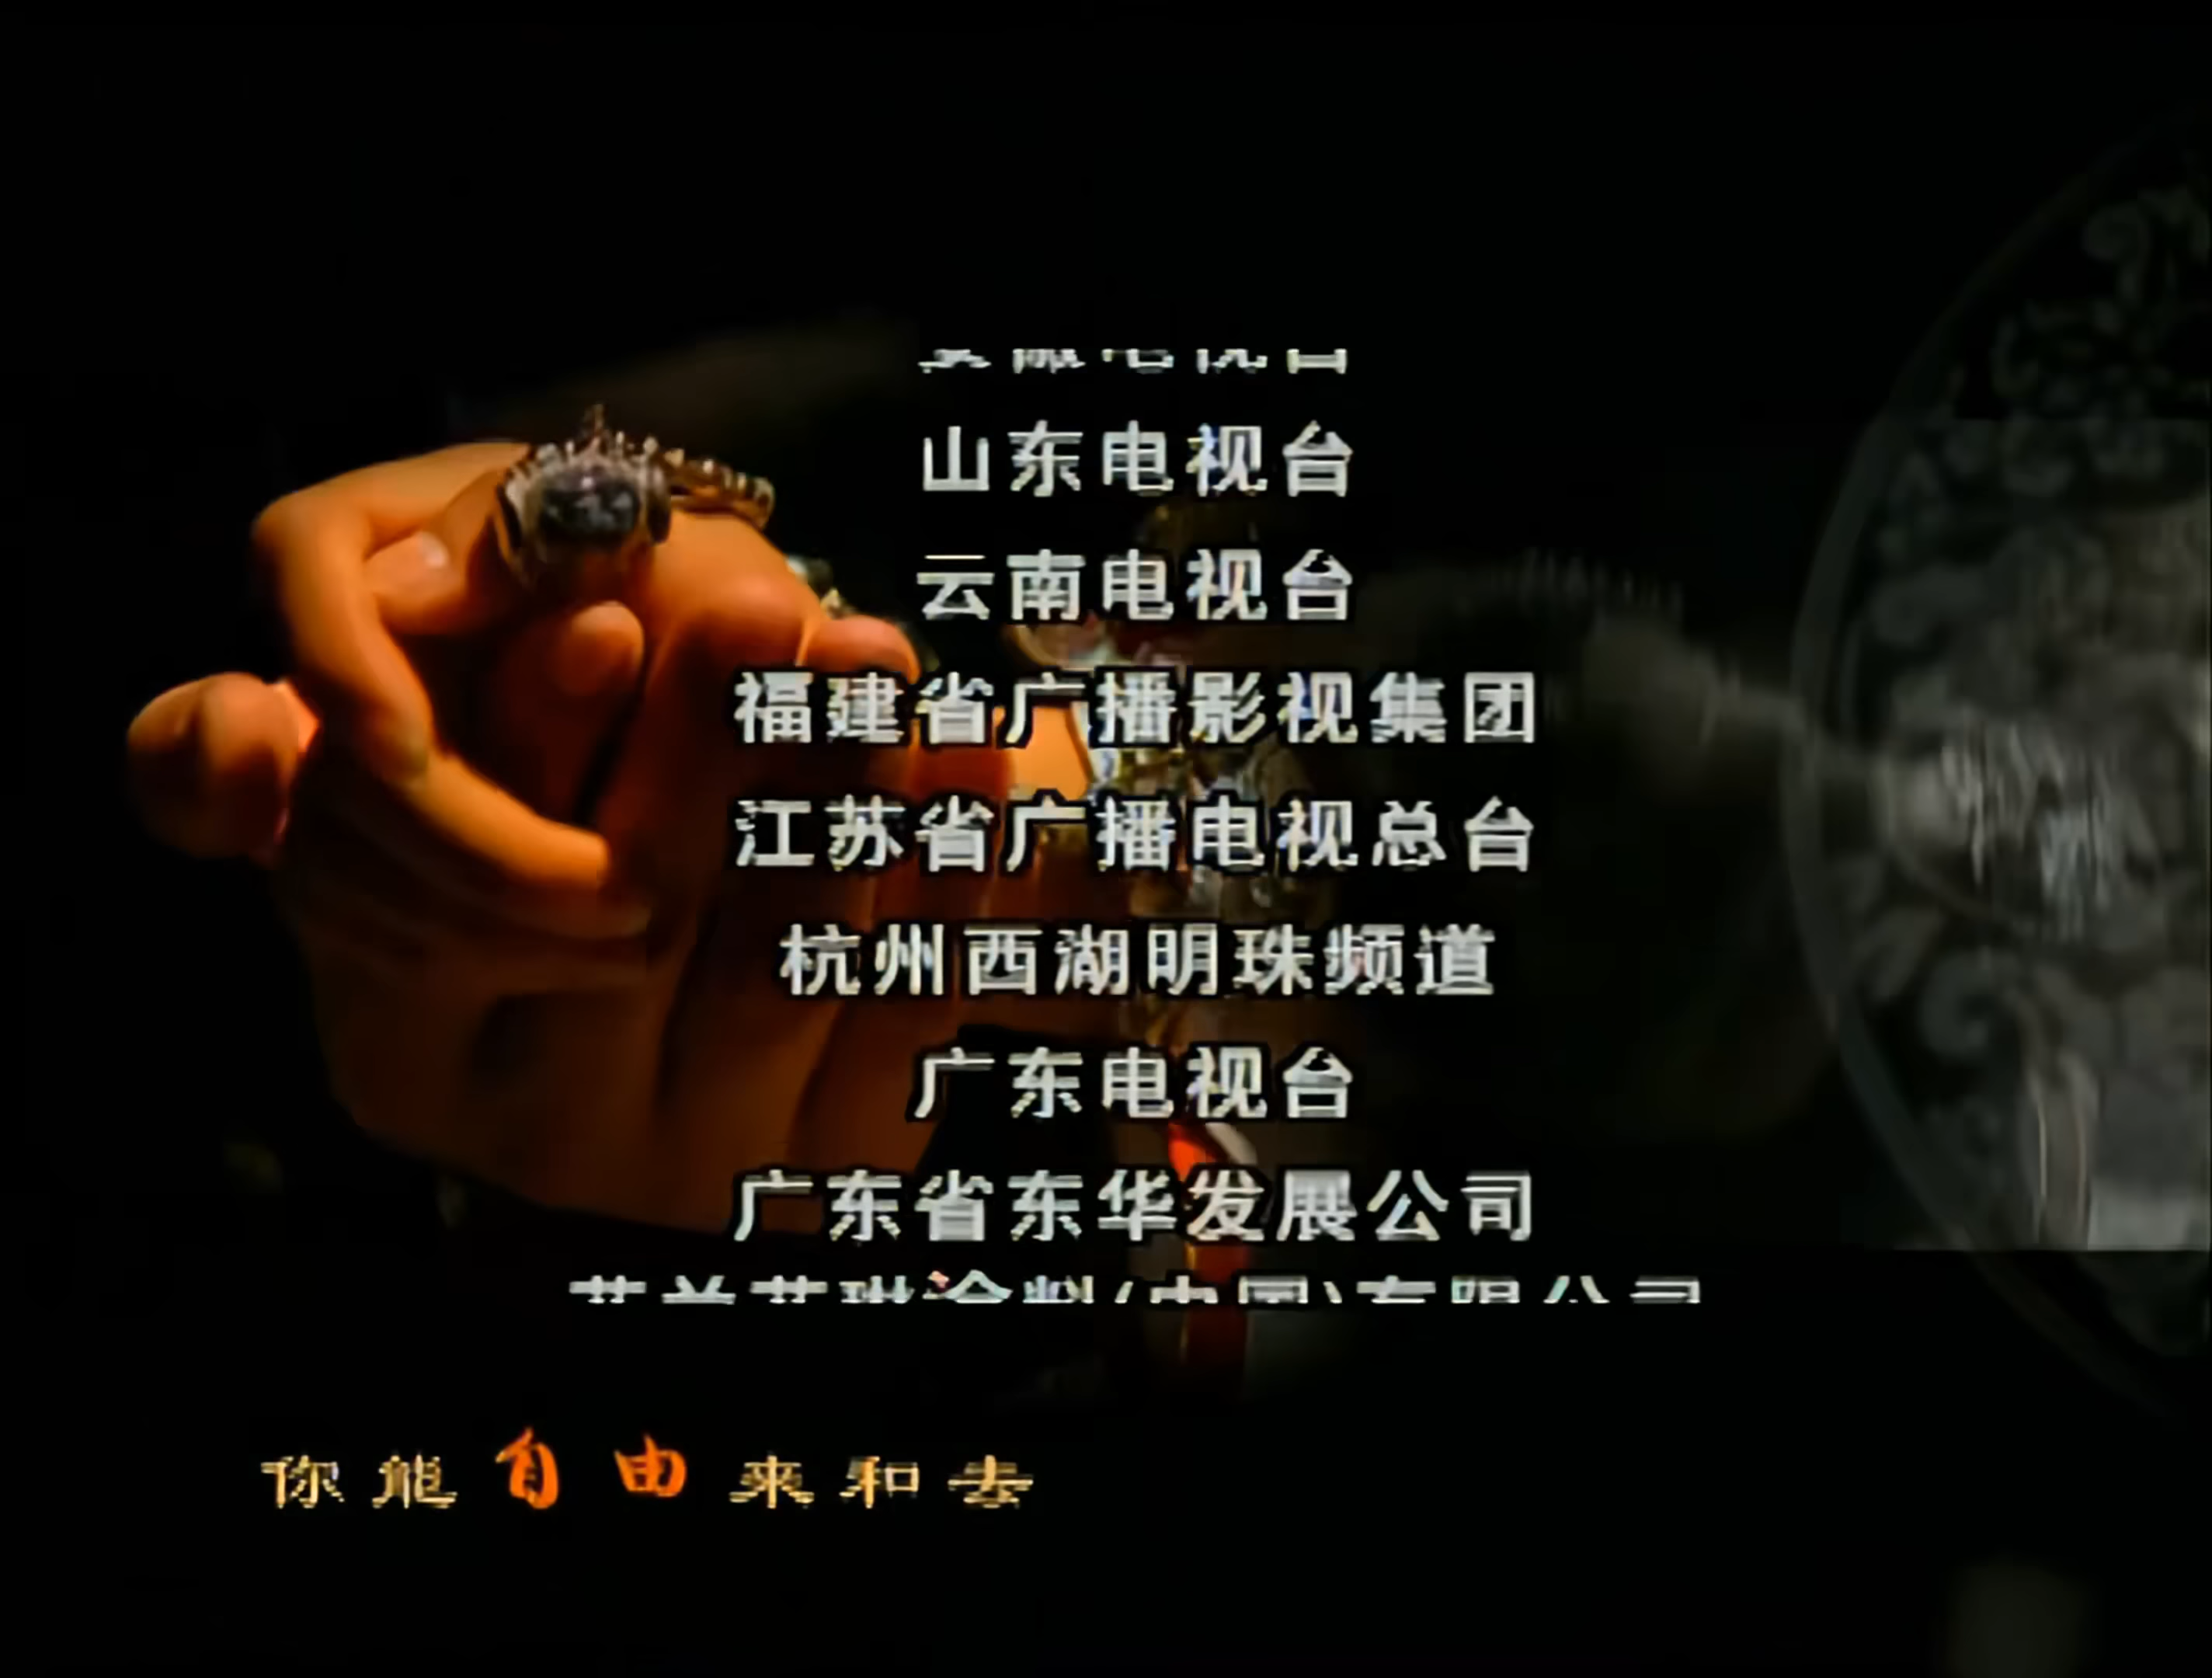 山东电视台
云南电视台
福建省广播影视集团
江苏省广播电视总台
杭州西湖明珠频道
广东电视台
广东省东华发展公司
你能自由来和去